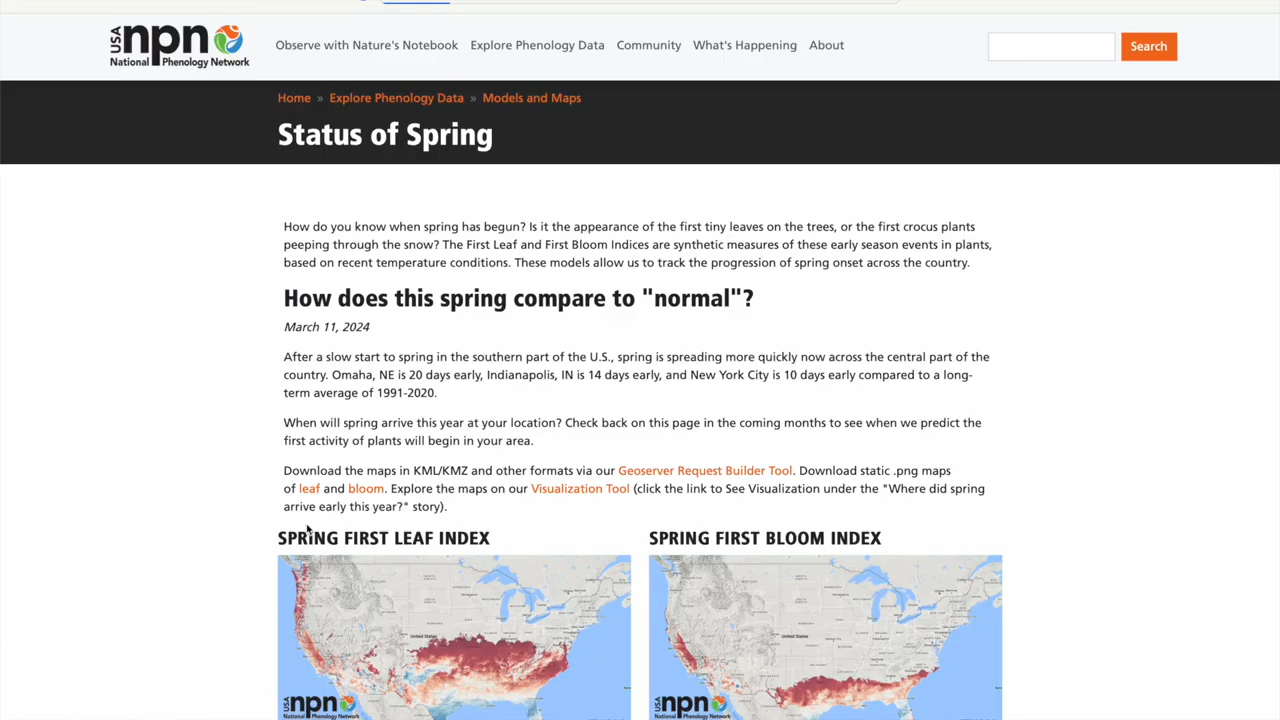 USA
npn
National Phenology Network
Observe with Nature's Notebook
Explore Phenology Data
Community
What's Happening
About
Search
Home » Explore Phenology Data » Models and Maps
Status of Spring
How do you know when spring has begun? Is it the appearance of the first tiny leaves on the trees, or the first crocus plants
peeping through the snow? The First Leaf and First Bloom Indices are synthetic measures of these early season events in plants,
based on recent temperature conditions. These models allow us to track the progression of spring onset across the country.
How does this spring compare to "normal"?
March 11, 2024
After a slow start to spring in the southern part of the U.S., spring is spreading more quickly now across the central part of the
country. Omaha, NE is 20 days early, Indianapolis, IN is 14 days early, and New York City is 10 days early compared to a long-
term average of 1991-2020.
When will spring arrive this year at your location? Check back on this page in the coming months to see when we predict the
first activity of plants will begin in your area.
Download the maps in KML/KMZ and other formats via our Geoserver Request Builder Tool. Download static .png maps
of leaf and bloom. Explore the maps on our Visualization Tool (click the link to See Visualization under the "Where did spring
arrive early this year?" story).
SPRING FIRST LEAF INDEX
United States
USA
npn
National Phenology Network
SPRING FIRST BLOOM INDEX
United States
USA
npn
National Phenology Network